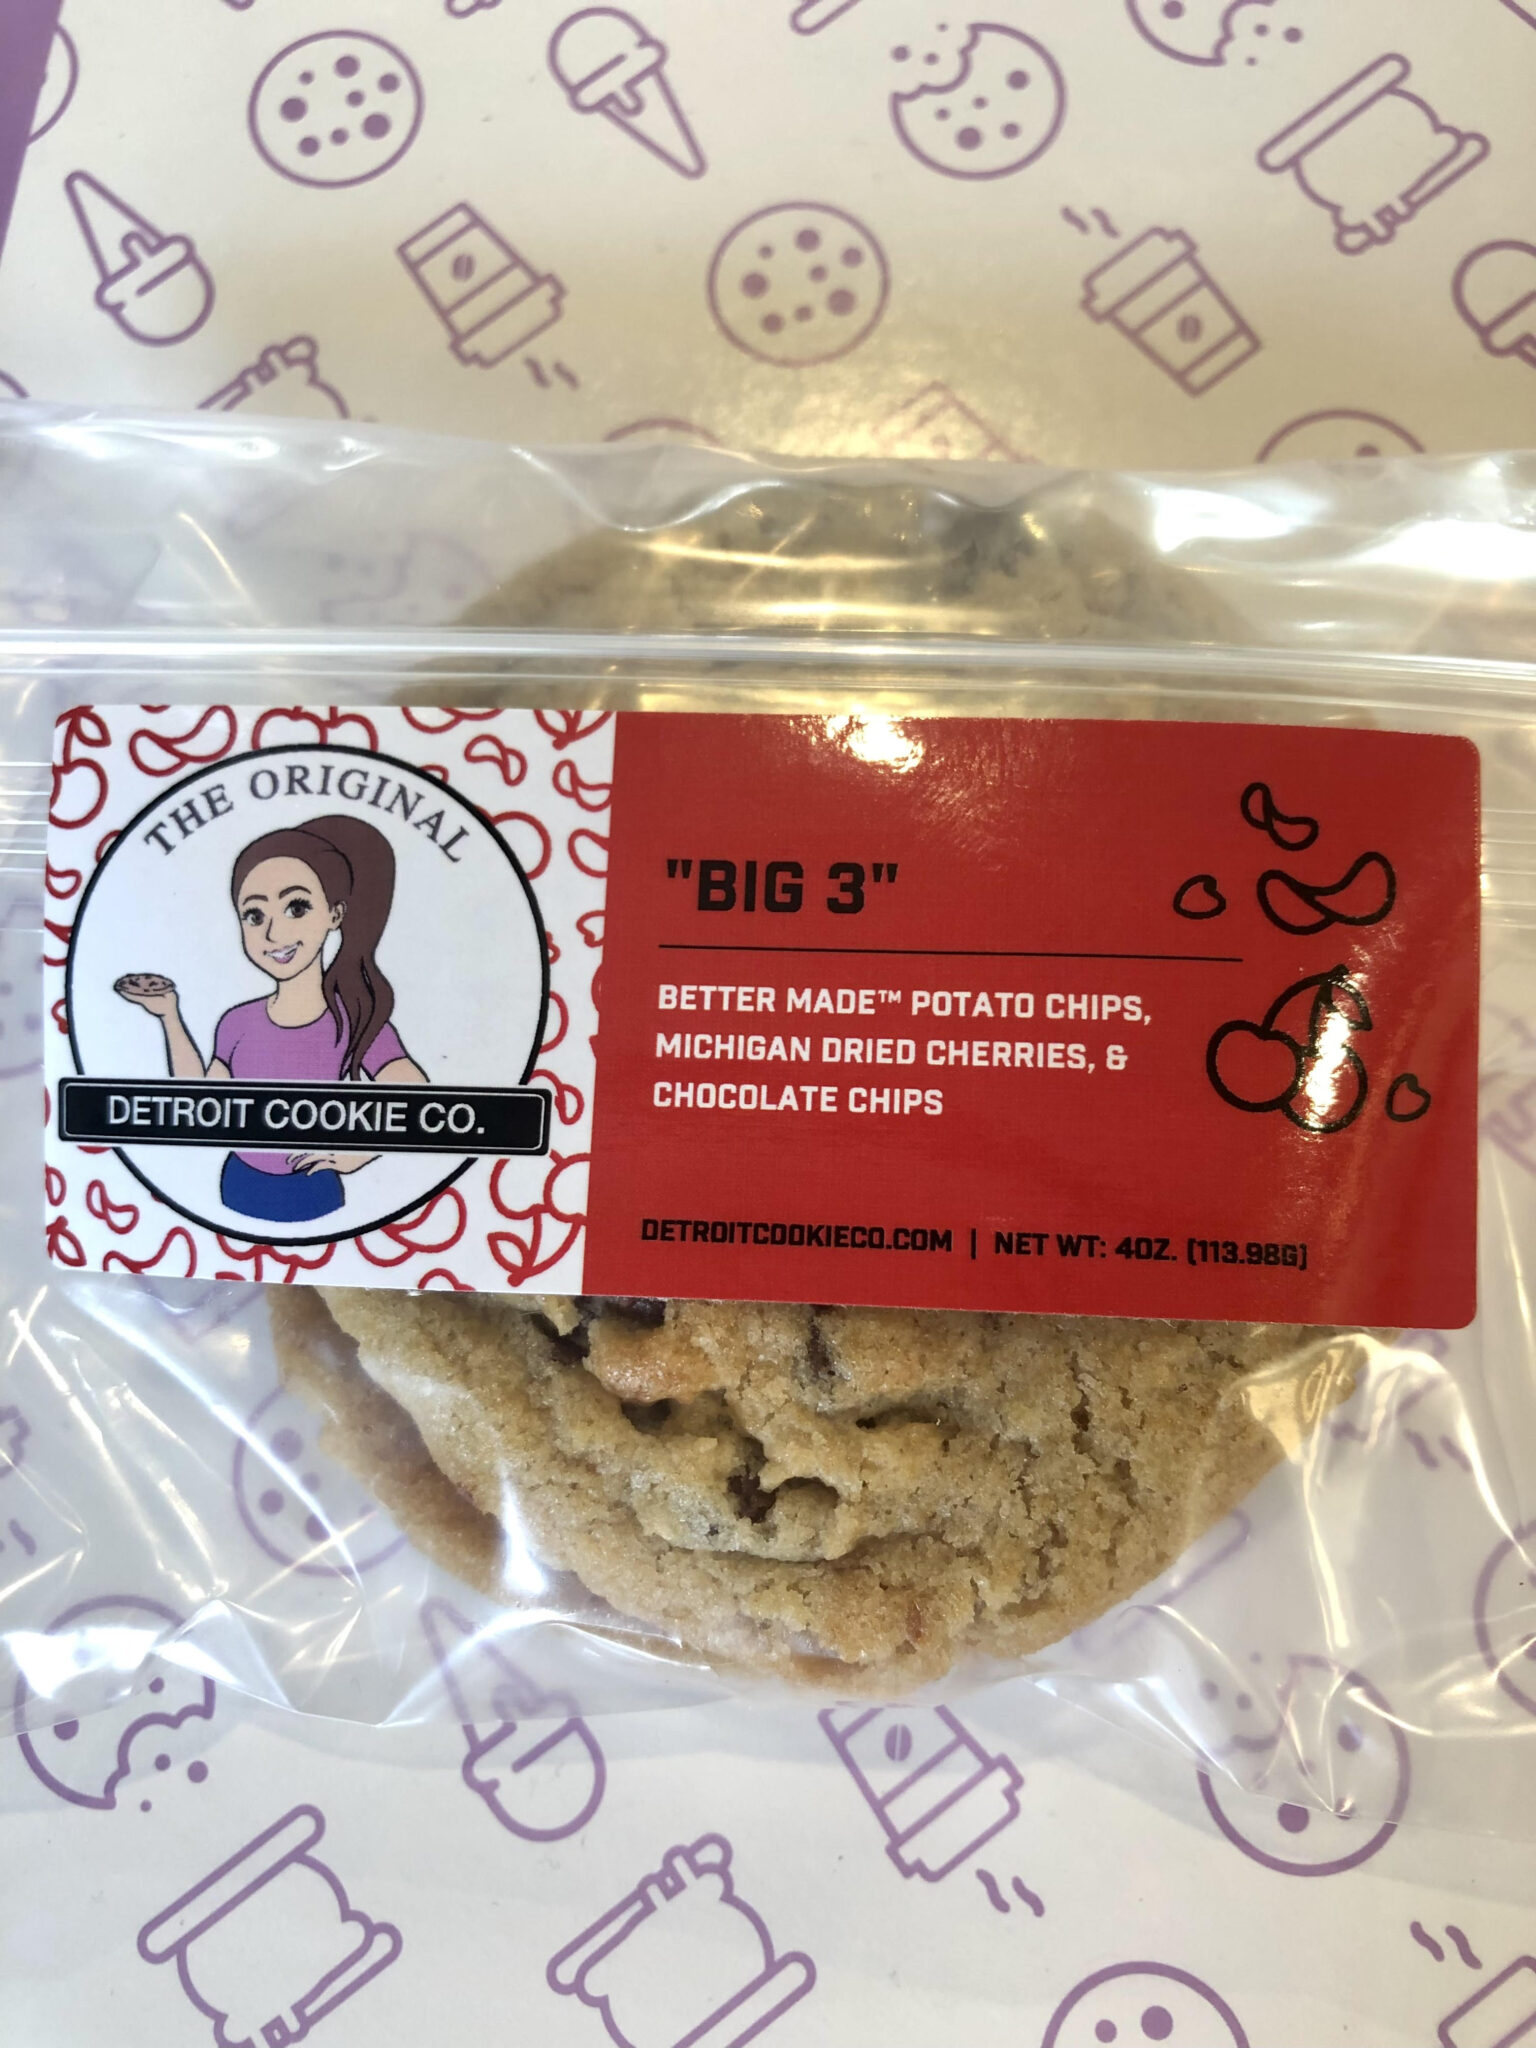 THE ORIGINAL
DETROIT COOKIE CO.
"BIG 3"
BETTER MADE™ POTATO CHIPS,
MICHIGAN DRIED CHERRIES, &
CHOCOLATE CHIPS
DETROITCOOKIECO.COM | NET WT: 4OZ. (113.98G)